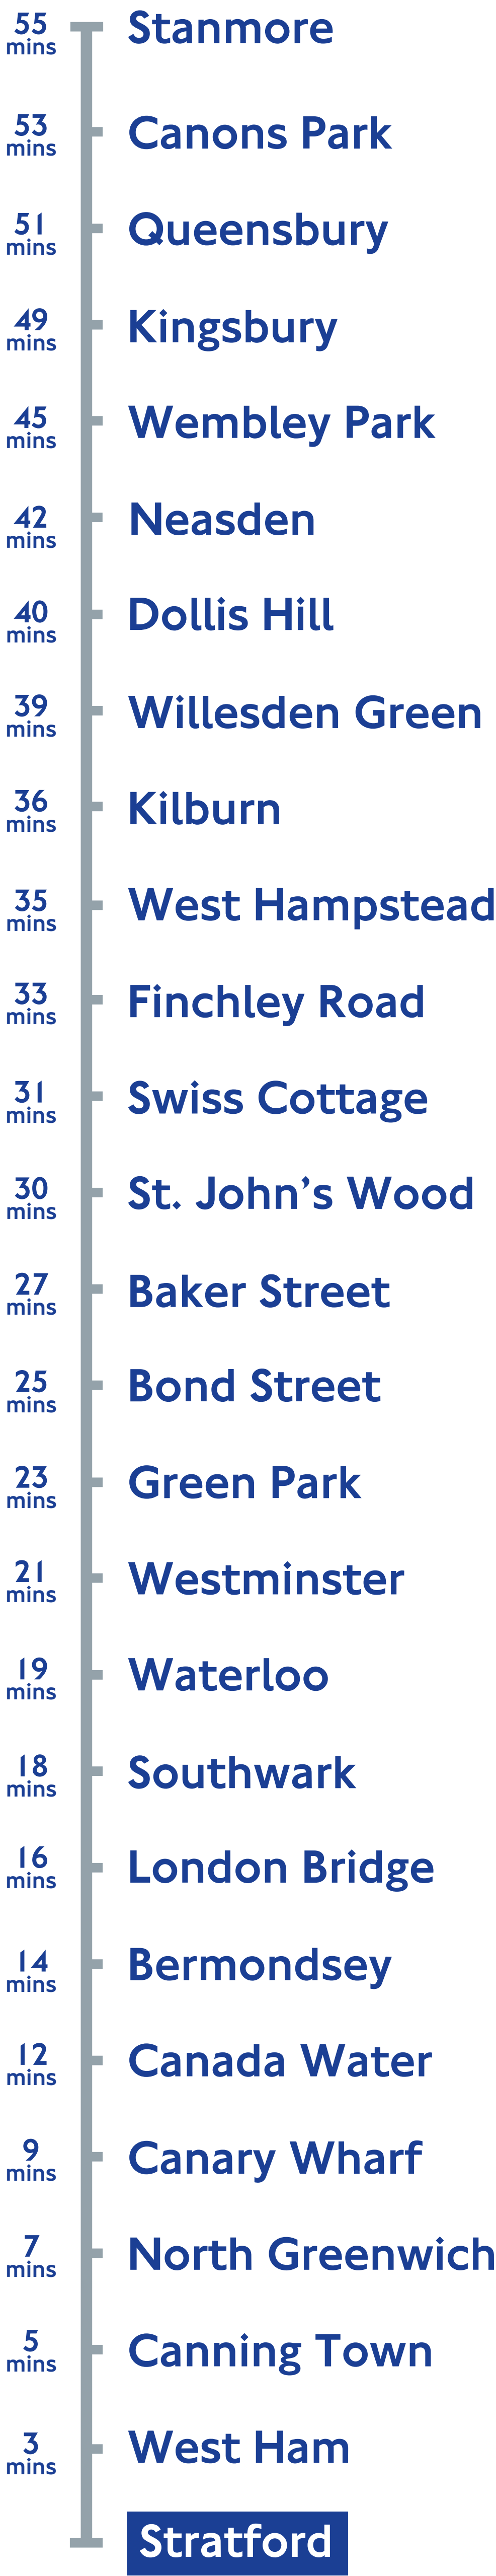 55 mins Stanmore
53 mins Canons Park
51 mins Queensbury
49 mins Kingsbury
45 mins Wembley Park
42 mins Neasden
40 mins Dollis Hill
39 mins Willesden Green
36 mins Kilburn
35 mins West Hampstead
33 mins Finchley Road
31 mins Swiss Cottage
30 mins St. John’s Wood
27 mins Baker Street
25 mins Bond Street
23 mins Green Park
21 mins Westminster
19 mins Waterloo
18 mins Southwark
16 mins London Bridge
14 mins Bermondsey
12 mins Canada Water
9 mins Canary Wharf
7 mins North Greenwich
5 mins Canning Town
3 mins West Ham
Stratford